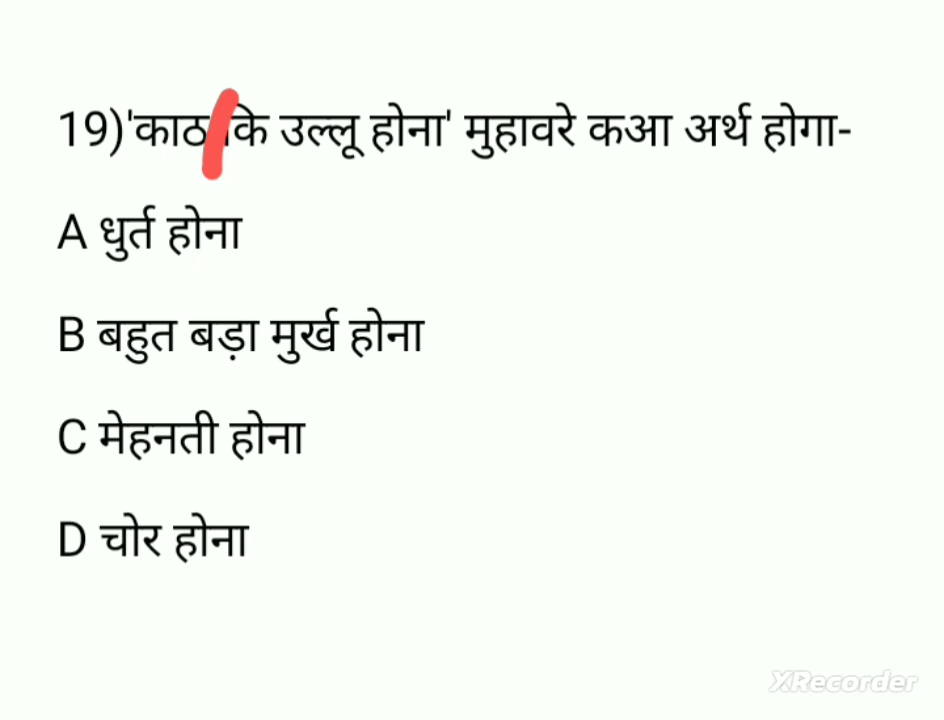 19)'काठ कि उल्लू होना' मुहावरे कआ अर्थ होगा-
A धुर्त होना
B बहुत बड़ा मुर्ख होना
C मेहनती होना
D चोर होना
XRecorder